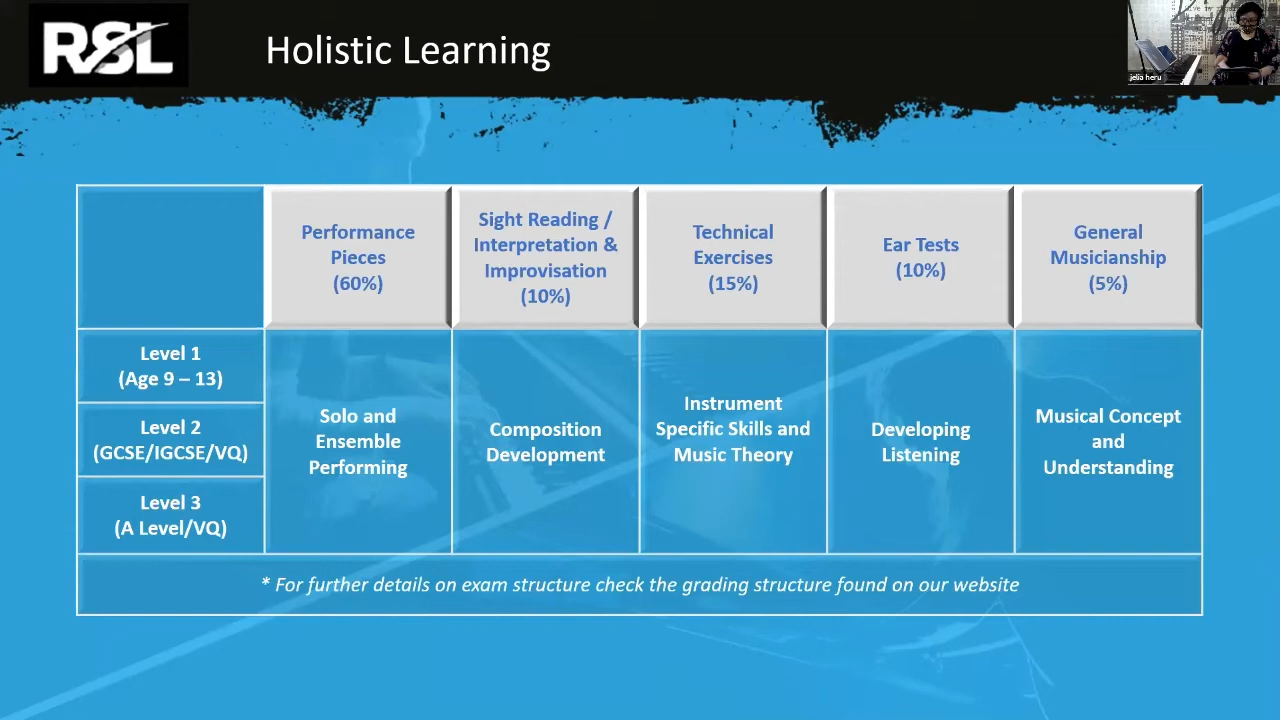 RSL
Holistic Learning
jelia heru
Performance
Pieces
(60%)
Sight Reading /
Interpretation &
Improvisation
(10%)
Technical
Exercises
(15%)
Ear Tests
(10%)
General
Musicianship
(5%)
Level 1
(Age 9 – 13)
Level 2
(GCSE/IGCSE/VQ)
Level 3
(A Level/VQ)
Solo and
Ensemble
Performing
Composition
Development
Instrument
Specific Skills and
Music Theory
Developing
Listening
Musical Concept
and
Understanding
* For further details on exam structure check the grading structure found on our website